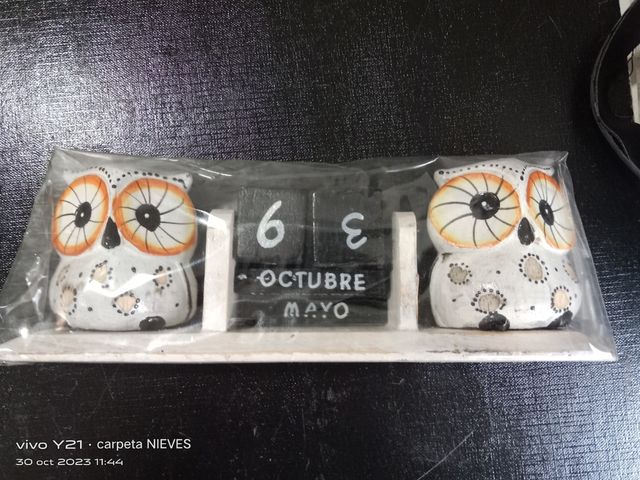 6 3
OCTUBRE
MAYO
vivo Y21 · carpeta NIEVES
30 oct 2023 11:44